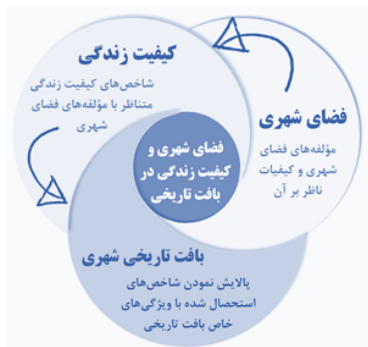 کیفیت زندگی
شاخص‌های کیفیت زندگی
متناظر با مؤلفه‌های فضای
شهری
فضای شهری
مؤلفه‌های فضای
شهری و کیفیات
ناظر بر آن
فضای شهری و
کیفیت زندگی در
بافت تاریخی
بافت تاریخی شهری
پالایش نمودن شاخص‌های
استحصال شده با ویژگی‌های
خاص بافت تاریخی